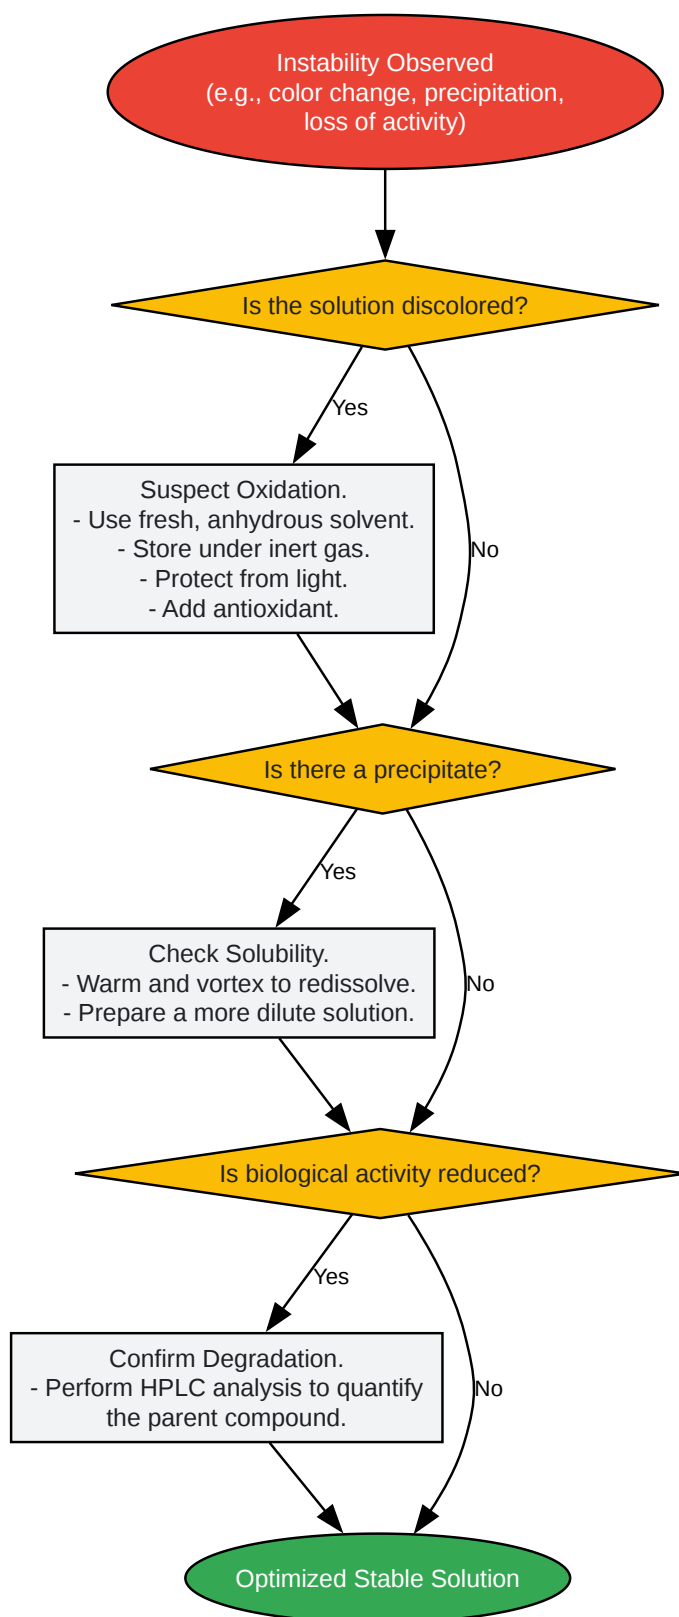 Instability Observed
(e.g., color change, precipitation,
loss of activity)
Is the solution discolored?
Yes
Suspect Oxidation.
- Use fresh, anhydrous solvent.
- Store under inert gas.
- Protect from light.
- Add antioxidant.
No
Is there a precipitate?
Yes
Check Solubility.
- Warm and vortex to redissolve.
- Prepare a more dilute solution.
No
Is biological activity reduced?
Yes
Confirm Degradation.
- Perform HPLC analysis to quantify
the parent compound.
No
Optimized Stable Solution